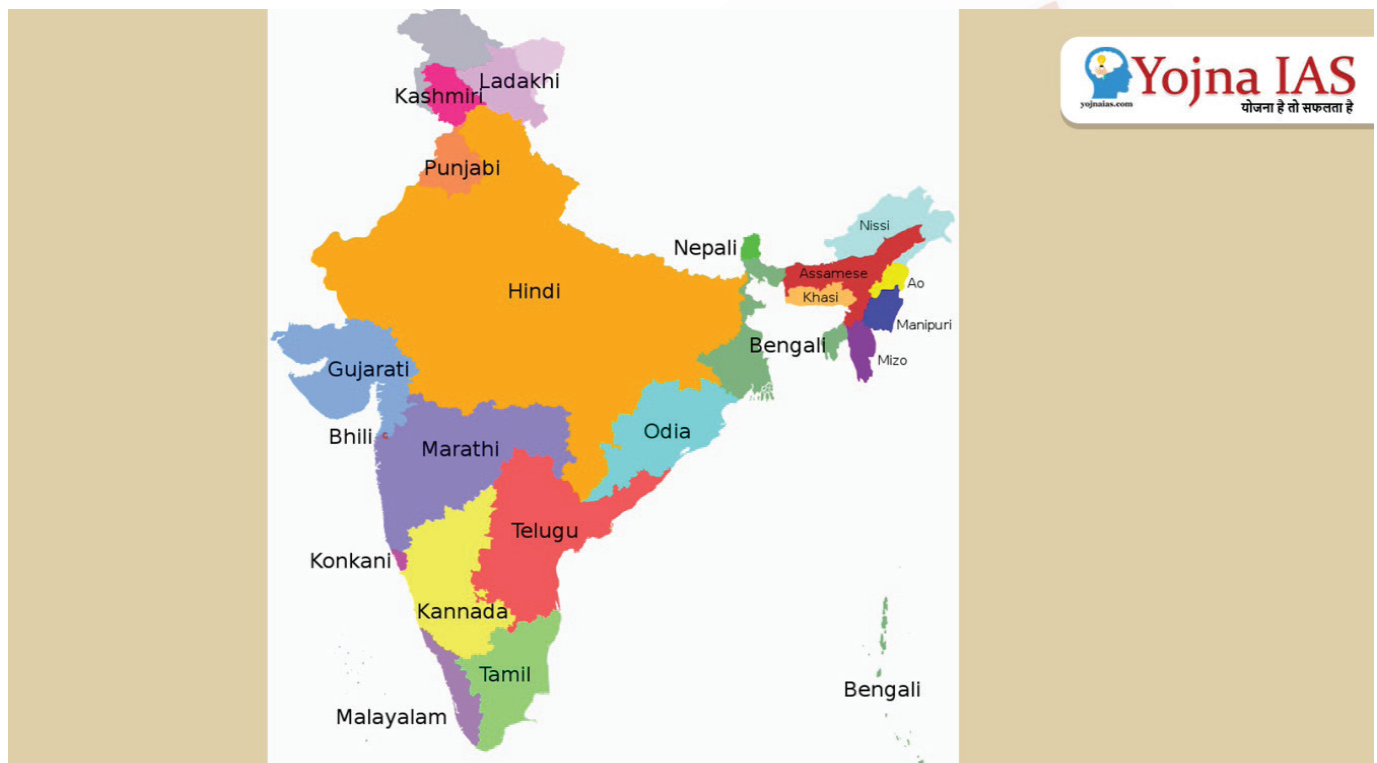 Yojna IAS
yojnaias.com
योजना है तो सफलता है
Ladakhi
Kashmiri
Punjabi
Nissi
Nepali
Assamese
Ao
Hindi
Khasi
Manipuri
Bengali
Mizo
Gujarati
Odia
Bhili
Marathi
Telugu
Konkani
Kannada
Tamil
Bengali
Malayalam